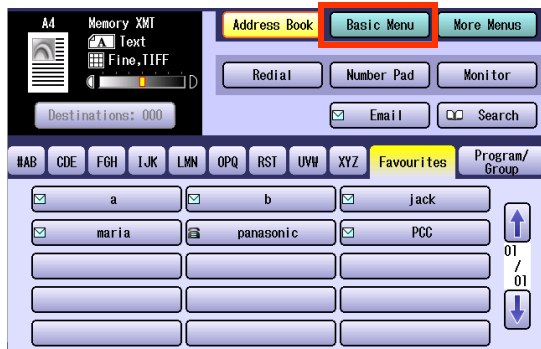 A4 Memory XMT Address Book Basic Menu More Menus
A Text
Fine,TIFF
D Redial Number Pad Monitor
Destinations: 000 Email Search
#AB CDE FGH IJK LMN OPQ RST UVW XYZ Favourites Program/
Group
a b jack
maria panasonic PCC
01
/
01